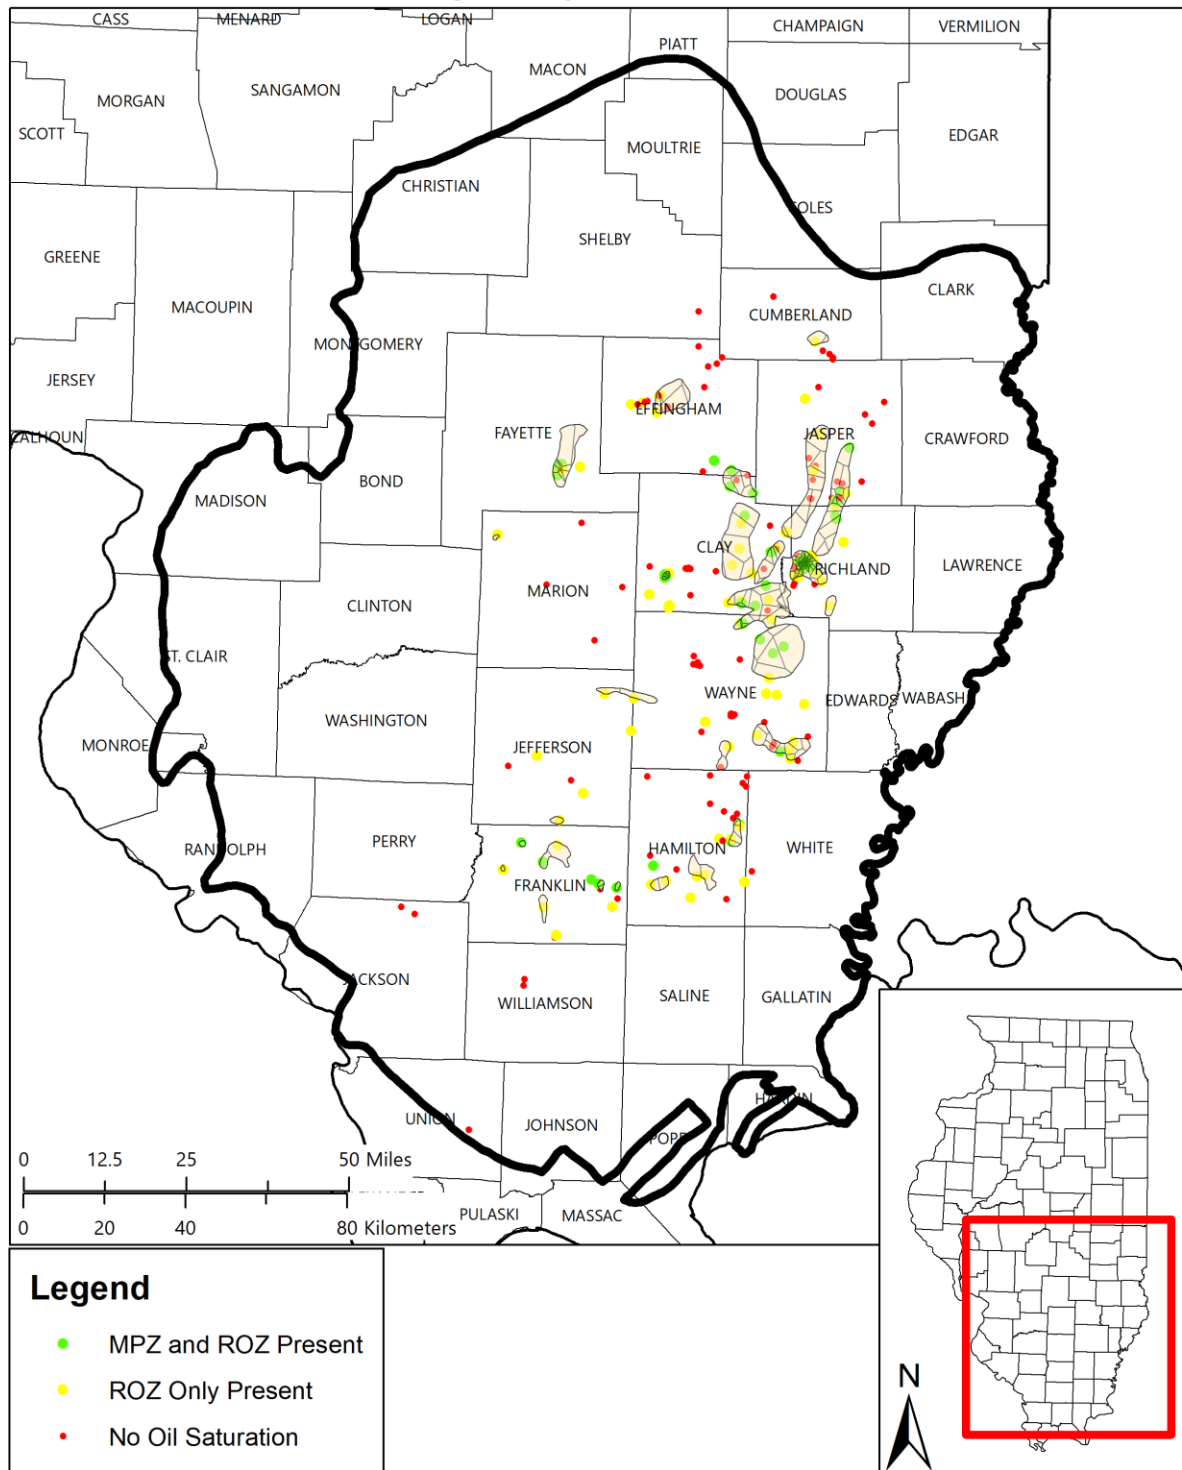 CASS
MENARD
LOGAN
PIATT
CHAMPAIGN
VERMILION
MACON
MORGAN
SANGAMON
DOUGLAS
SCOTT
EDGAR
MOULTRIE
CHRISTIAN
COLES
SHELBY
GREENE
CLARK
MACOUPIN
CUMBERLAND
MONTGOMERY
JERSEY
EFFINGHAM
CALHOUN
FAYETTE
JASPER
CRAWFORD
BOND
MADISON
CLAY
RICHLAND
LAWRENCE
MARION
CLINTON
ST. CLAIR
WAYNE
EDWARDS
WABASH
WASHINGTON
MONROE
JEFFERSON
PERRY
RANDOLPH
HAMILTON
WHITE
FRANKLIN
JACKSON
WILLIAMSON
SALINE
GALLATIN
HARDIN
UNION
JOHNSON
POPE
0 12.5 25 50 Miles
0 20 40 80 Kilometers
PULASKI
MASSAC
Legend
MPZ and ROZ Present
ROZ Only Present
No Oil Saturation
N